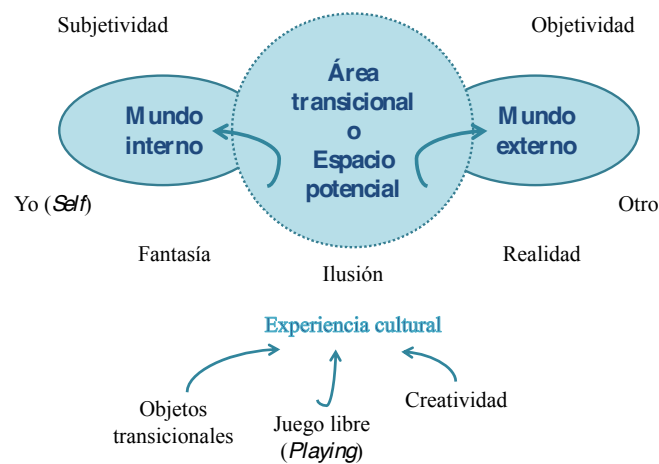 Subjetividad
Objetividad
Área
transicional
o
Espacio
potencial
Mundo
interno
Mundo
externo
Yo (Self)
Otro
Fantasía
Realidad
Ilusión
Experiencia cultural
Objetos
transicionales
Juego libre
(Playing)
Creatividad